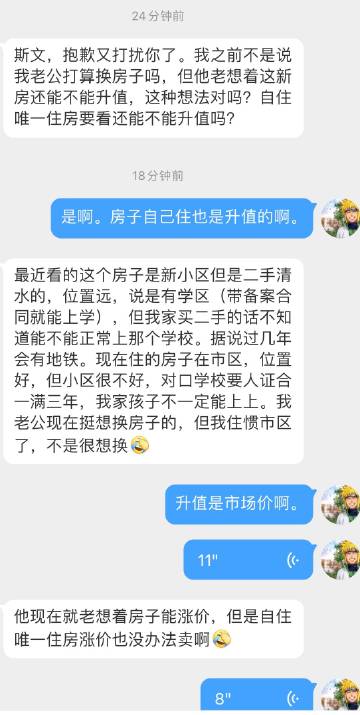 24分钟前
斯文，抱歉又打扰你了。我之前不是说
我老公打算换房子吗，但他老想着这新
房还能不能升值，这种想法对吗？自住
唯一住房要看还能不能升值吗？
18分钟前
是啊。房子自己住也是升值的啊。
最近看的这个房子是新小区但是二手清
水的，位置远，说是有学区（带备案合
同就能上学），但我家买二手的话不知
道能不能正常上那个学校。据说过几年
会有地铁。现在住的房子在市区，位置
好，但小区很不好，对口学校要人证合
一满三年，我家孩子不一定能上上。我
老公现在挺想换房子的，但我住惯市区
了，不是很想换🤣
升值是市场价啊。
11"
他现在就老想着房子能涨价，但是自住
唯一住房涨价也没办法卖啊🤣
8"